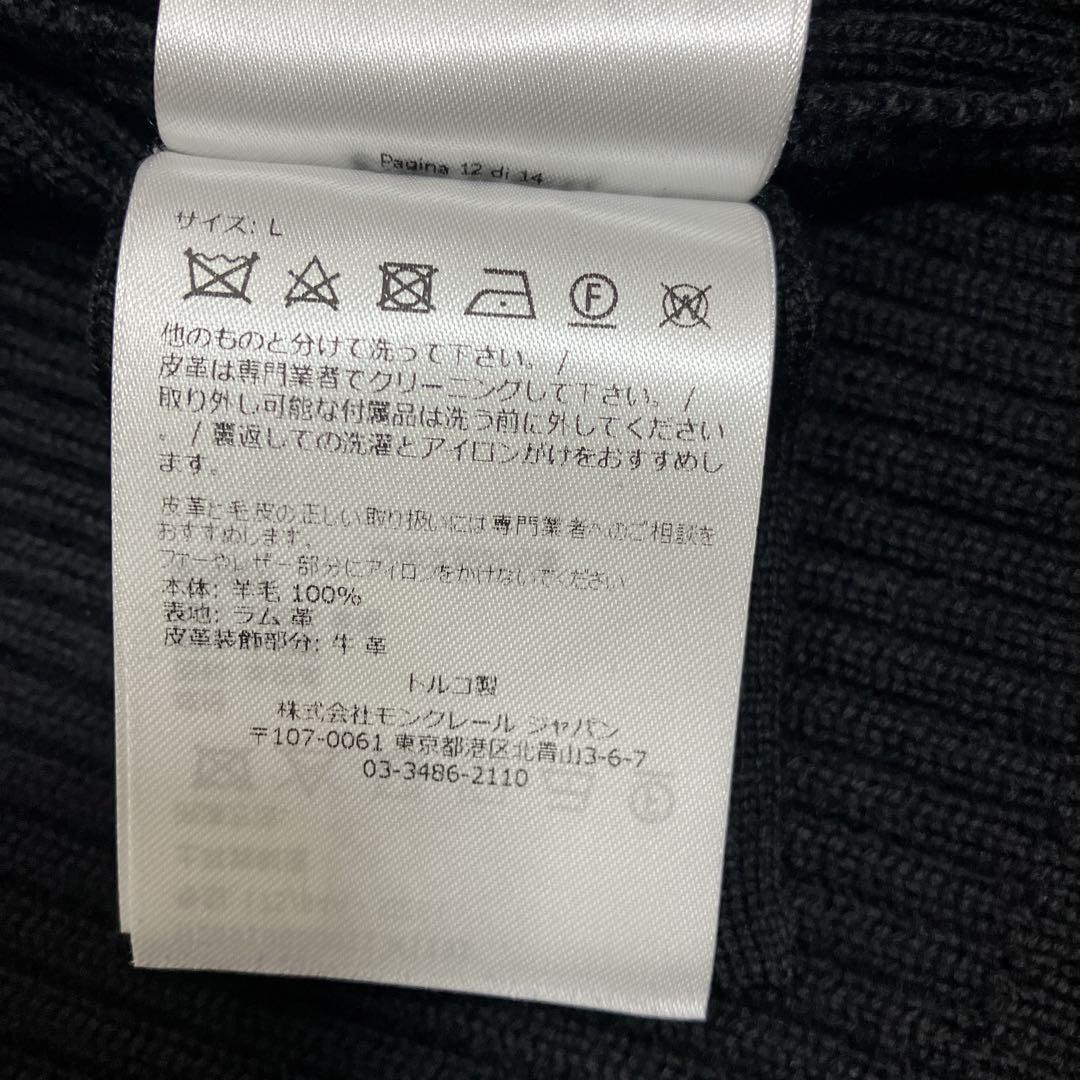 Pagina 12 di 14
サイズ: L
F
W
他のものと分けて洗って下さい。 /
皮革は専門業者でクリーニングして下さい。 /
取り外し可能な付属品は洗う前に外してください
。 / 裏返しての洗濯とアイロンがけをおすすめし
ます。
皮革と毛皮の正しい取り扱いには専門業者へのご相談を
おすすめします。
ファーやレザー部分にアイロンをかけないでください
本体: 羊毛 100%
表地: ラム 革
皮革装飾部分: 牛 革
トルコ製
株式会社モンクレール ジャパン
〒107-0061 東京都港区北青山3-6-7
03-3486-2110